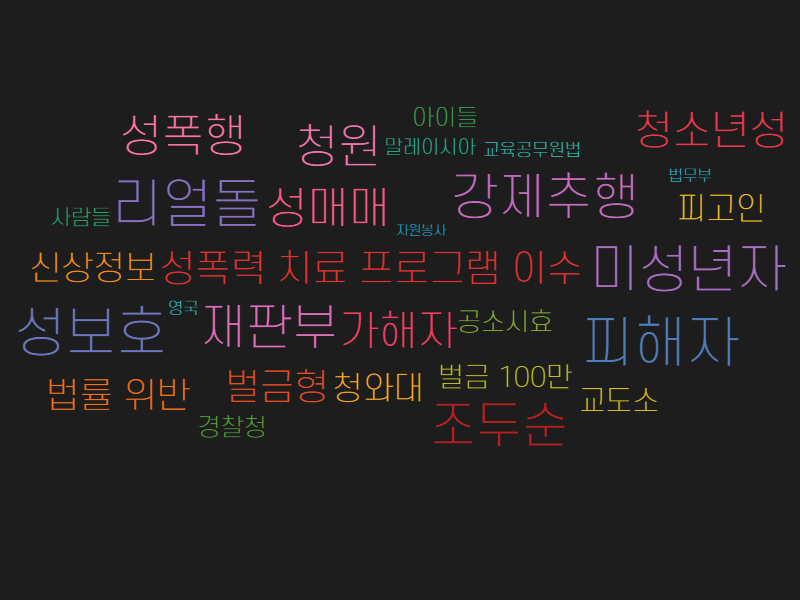 아이들
성폭행 청원 말레이시아 교육공무원법 청소년성
법무부
사람들 리얼돌 성매매 강제추행 피고인
자원봉사
신상정보 성폭력 치료 프로그램 이수 미성년자
영국
성보호 재판부 가해자 공소시효 피해자
법률 위반 벌금형 청와대 벌금 100만 교도소
경찰청 조두순